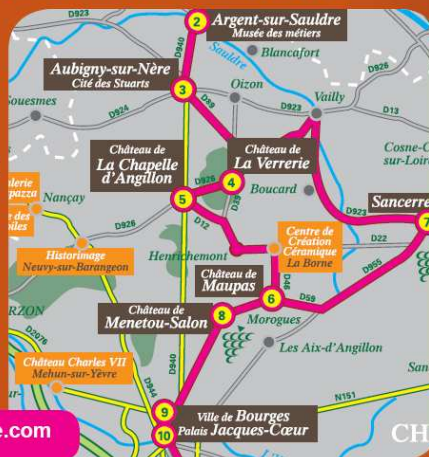 D923
D940
2
Argent-sur-Sauldre
Musée des métiers
Sauldre
Blancafort
D926
Aubigny-sur-Nère
Cité des Stuarts
Oizon
Vailly
Souesmes
D924
3
D89
D923
D13
Château de
La Chapelle
d'Angillon
Château de
La Verrerie
Cosne-C
sur-Loire
4
D926
D39
Boucard
Sancerre
7
Nançay
5
D12
D923
D926
Historimage
Neuvy-sur-Barangeon
Henrichemont
Centre de
Création
Céramique
La Borne
D22
D955
Château de
Maupas
D46
6
D59
Château de
Menetou-Salon
8
Morogues
D2076
D940
Les Aix-d'Angillon
Château Charles VII
Mehun-sur-Yèvre
D944
N151
9
10
Ville de Bourges
Palais Jacques-Cœur
e.com
CH